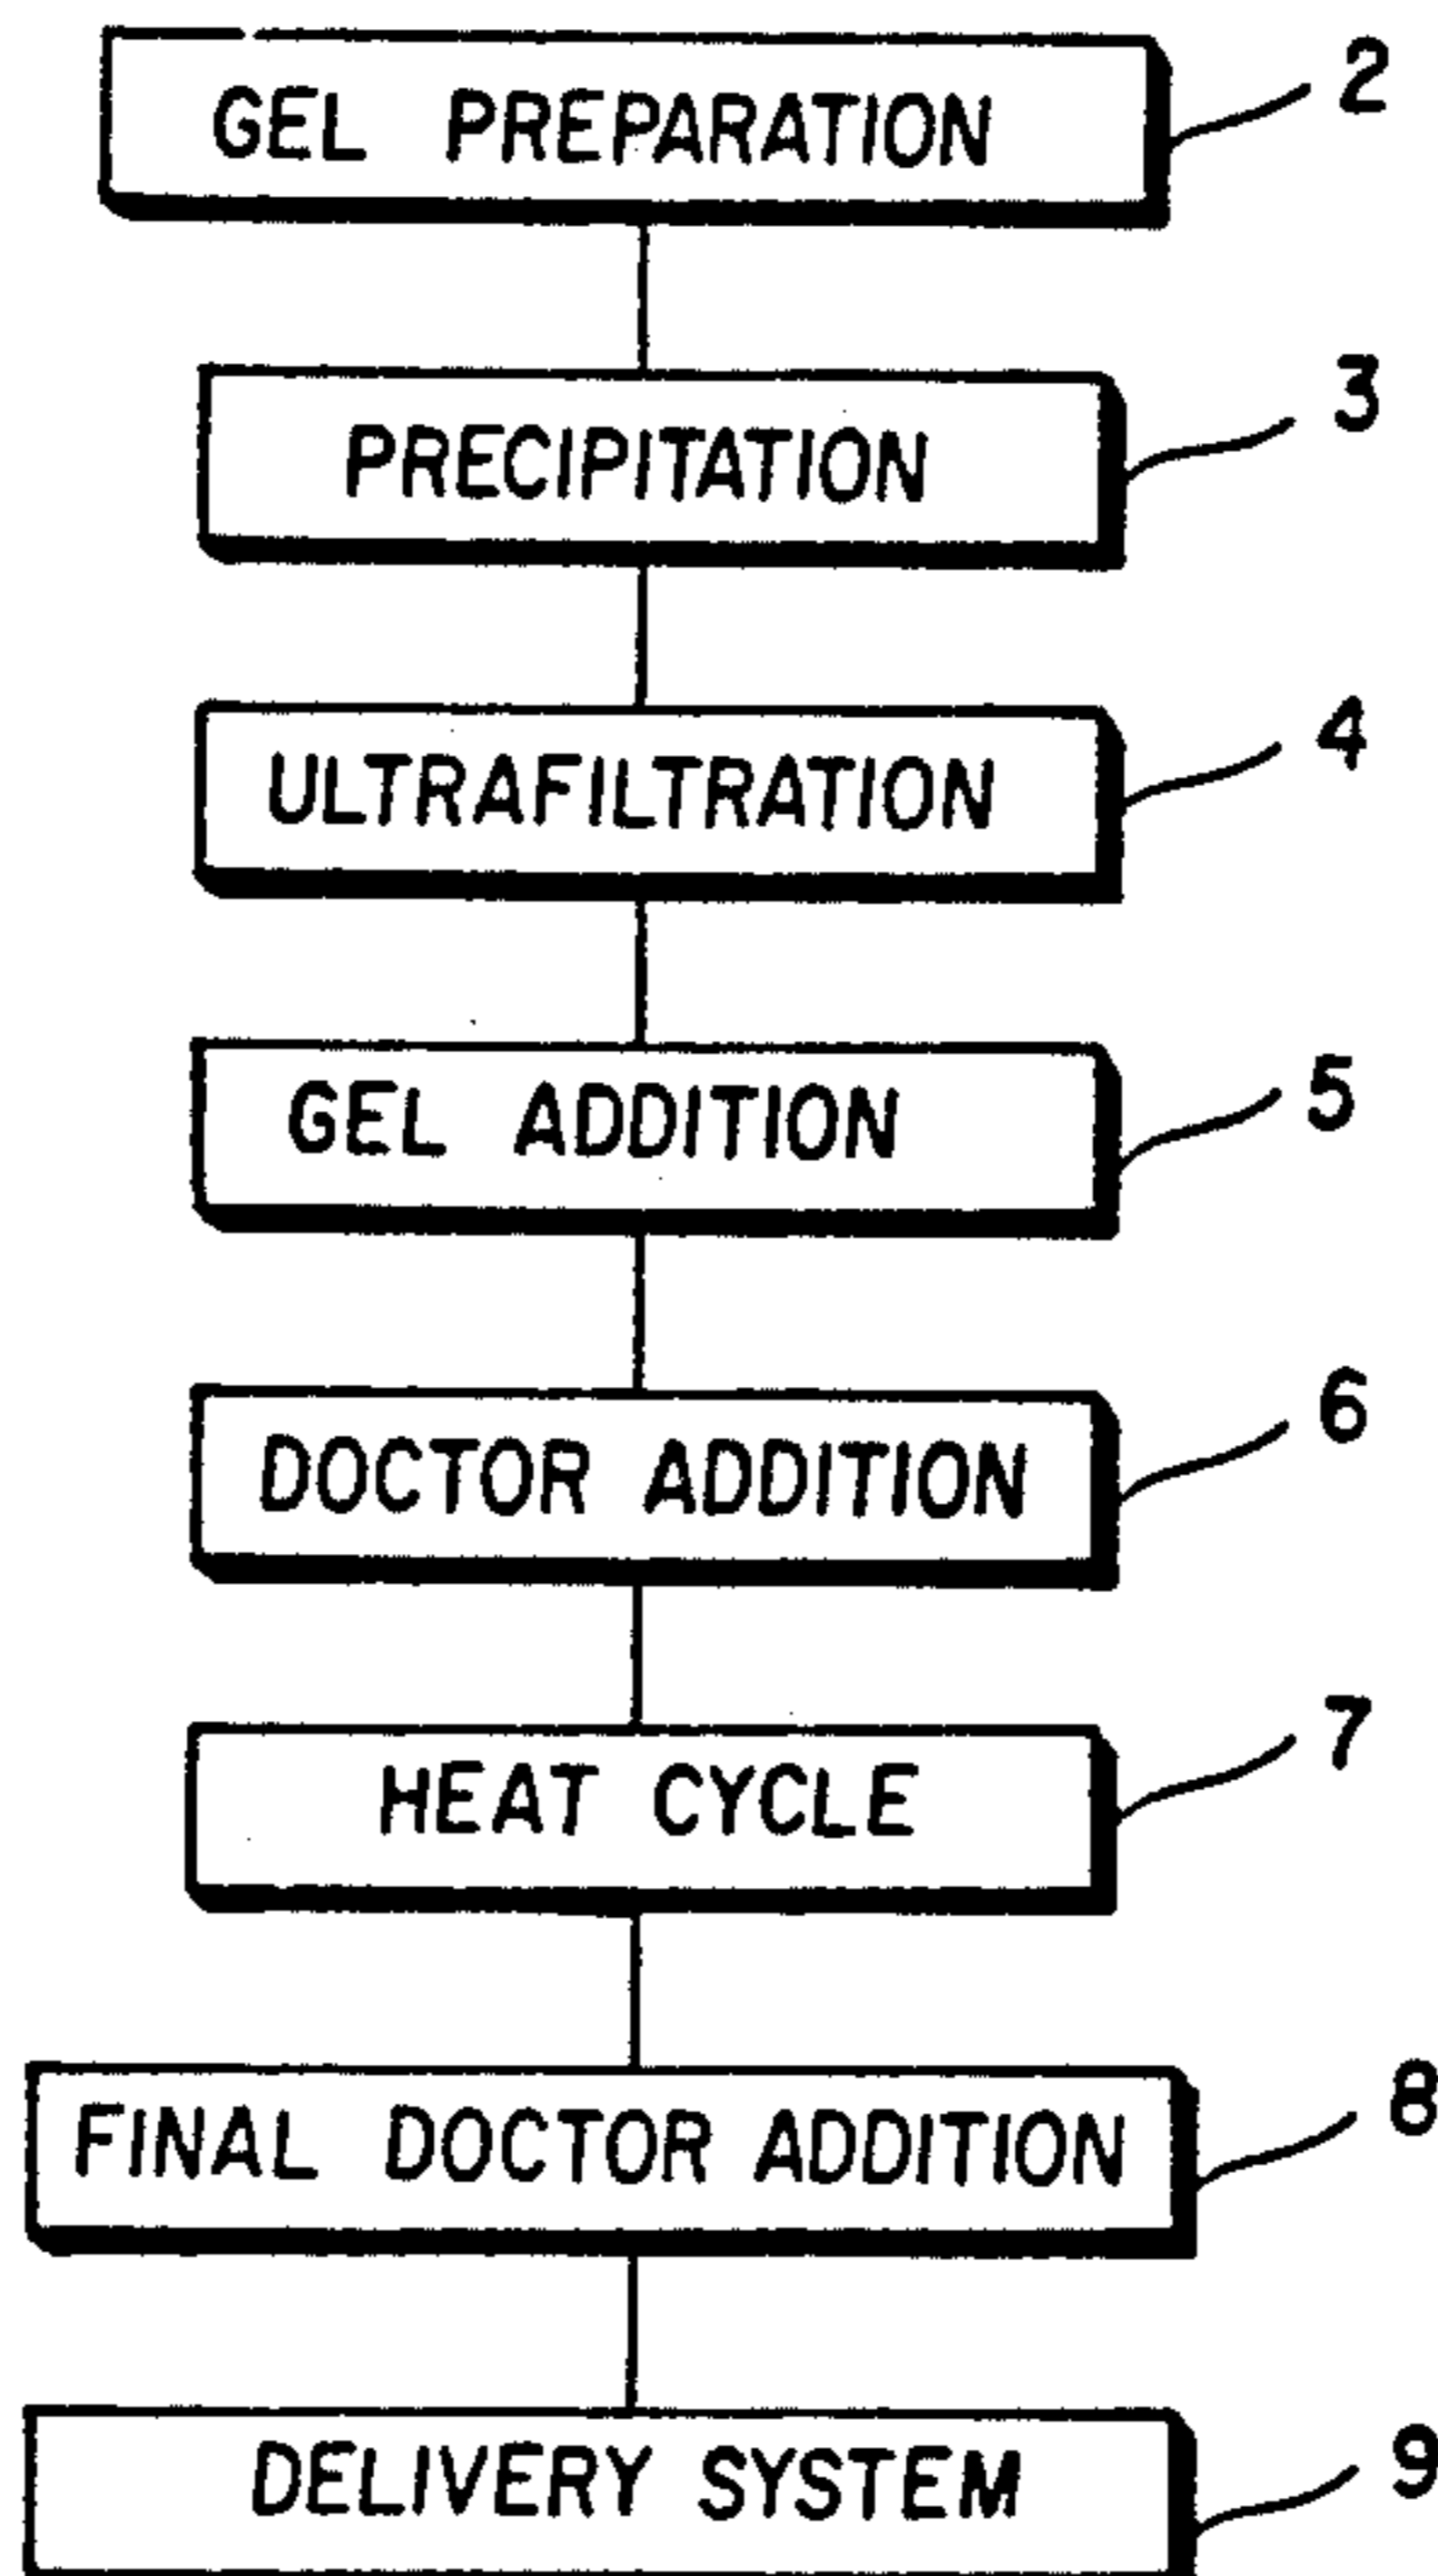 GEL PREPARATION 2
PRECIPITATION 3
ULTRAFILTRATION 4
GEL ADDITION 5
DOCTOR ADDITION 6
HEAT CYCLE 7
FINAL DOCTOR ADDITION 8
DELIVERY SYSTEM 9